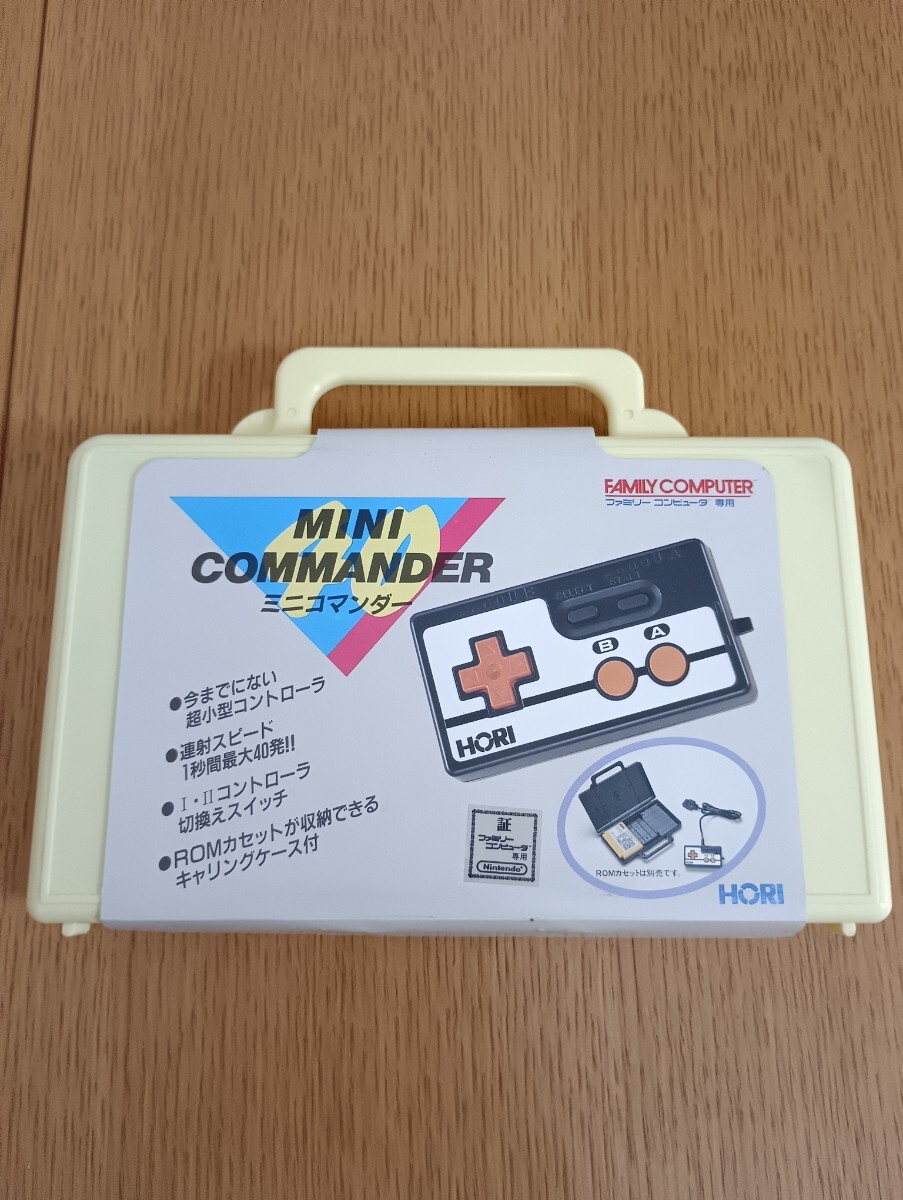 FAMILY COMPUTER™
ファミリー コンピュータ™専用
40
MINI
COMMANDER
ミニコマンダー
SELECT
START
B
A
HORI
●今までにない
超小型コントローラ
●連射スピード
1秒間最大40発!!
●Ⅰ・Ⅱコントローラ
切換えスイッチ
●ROMカセットが収納できる
キャリングケース付
証
ファミリー
コンピュータ™
専用
Nintendo
ROMカセットは別売です。
HORI